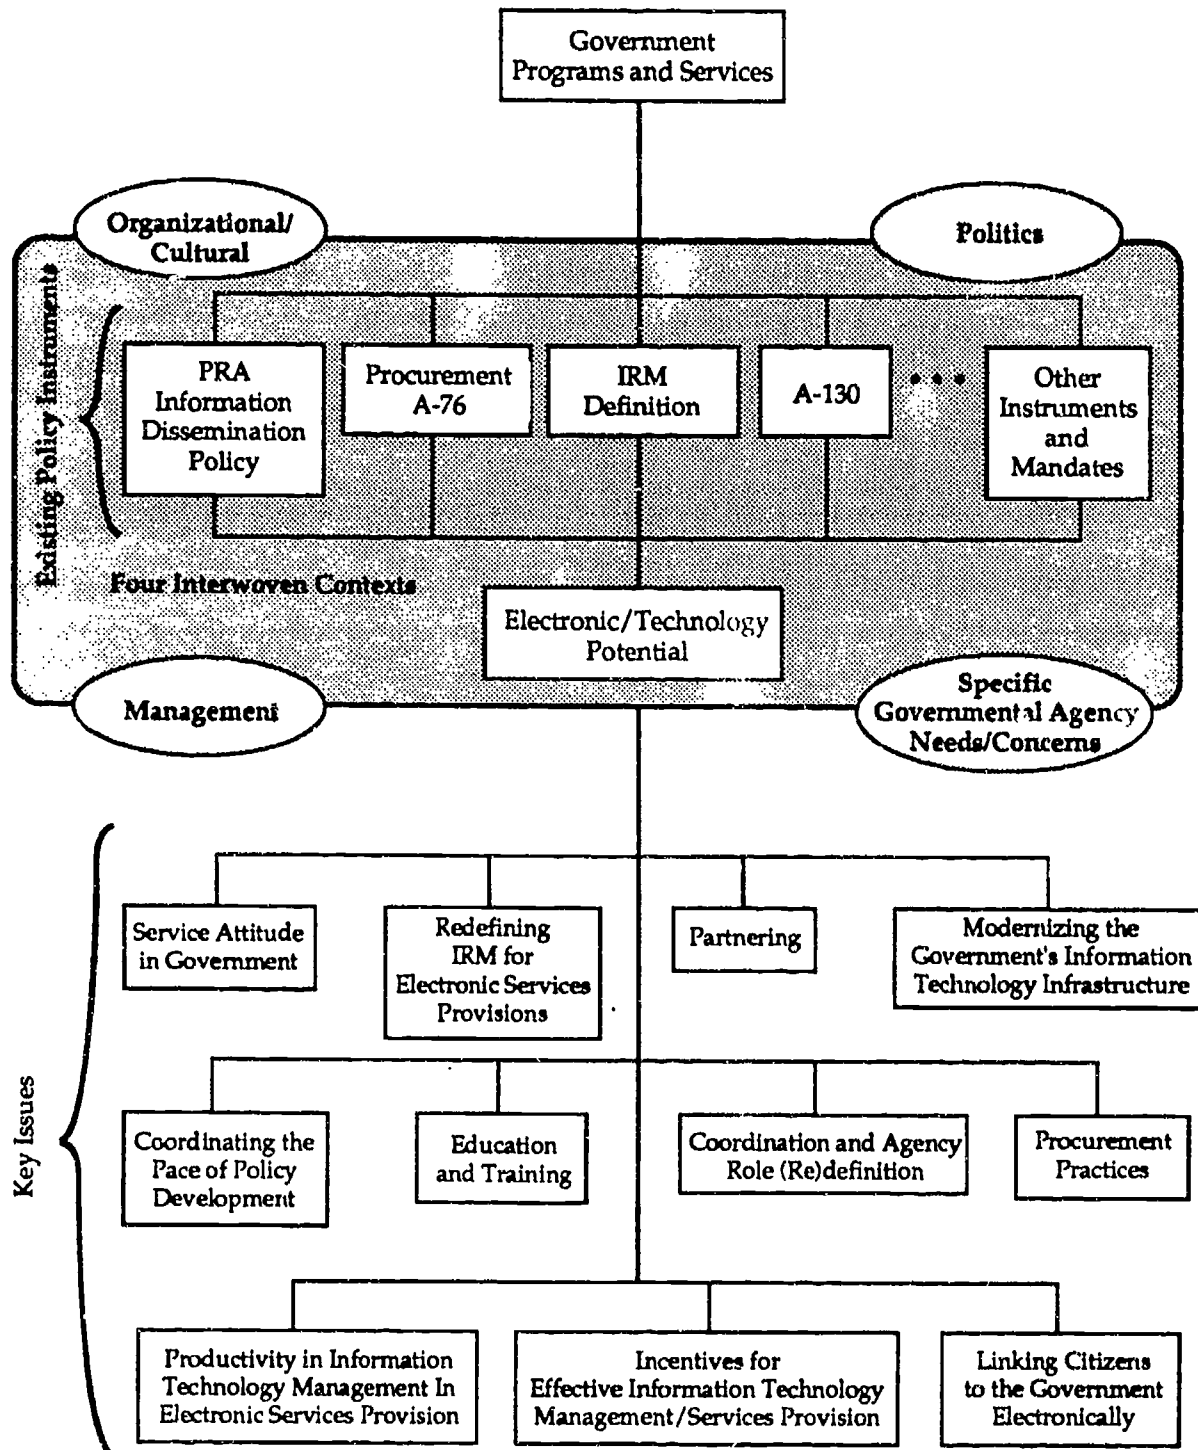 Government
Programs and Services
Organizational/
Cultural
Politics
Existing Policy Instruments
PRA
Information
Dissemination
Policy
Procurement
A-76
IRM
Definition
A-130
Other
Instruments
and
Mandates
Four Interwoven Contexts
Electronic/Technology
Potential
Management
Specific
Governmental Agency
Needs/Concerns
Key Issues
Service Attitude
in Government
Redefining
IRM for
Electronic Services
Provisions
Partnering
Modernizing the
Government's Information
Technology Infrastructure
Coordinating the
Pace of Policy
Development
Education
and Training
Coordination and Agency
Role (Re)definition
Procurement
Practices
Productivity in Information
Technology Management In
Electronic Services Provision
Incentives for
Effective Information Technology
Management/Services Provision
Linking Citizens
to the Government
Electronically